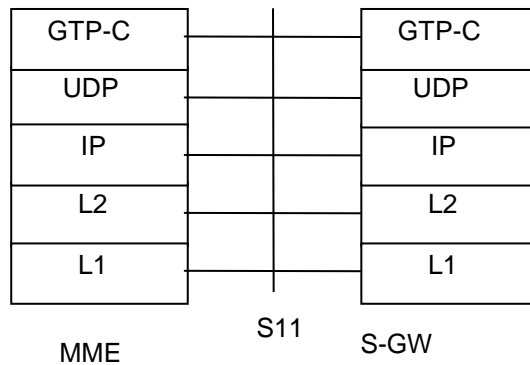 GTP-C GTP-C
UDP UDP
IP IP
L2 L2
L1 L1
S11
MME S-GW